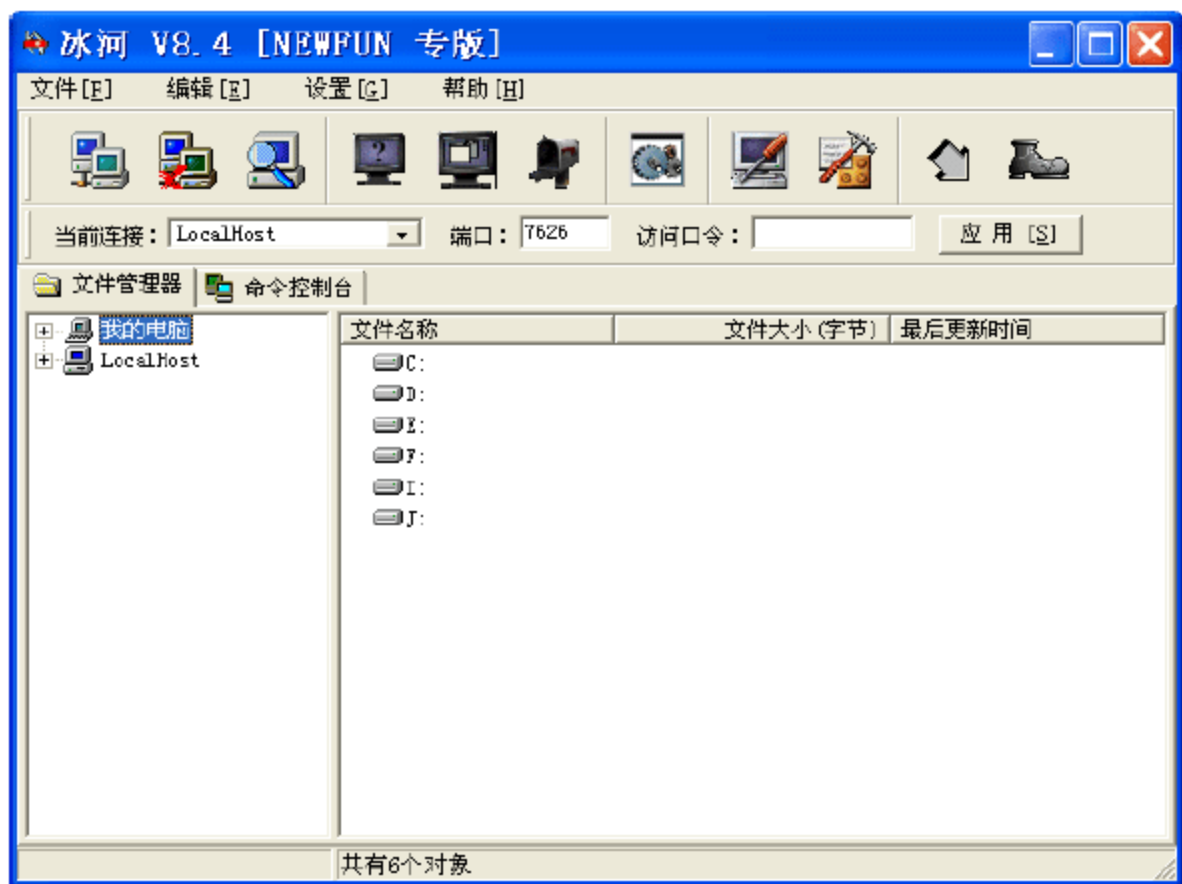 冰河 V8.4 [NEWFUN 专版]
文件[F] 编辑[E] 设置[G] 帮助[H]
当前连接： LocalHost 端口： 7626 访问口令： 应用 [S]
文件管理器 命令控制台
我的电脑
LocalHost
文件名称 文件大小(字节) 最后更新时间
C:
D:
E:
F:
I:
J:
共有6个对象